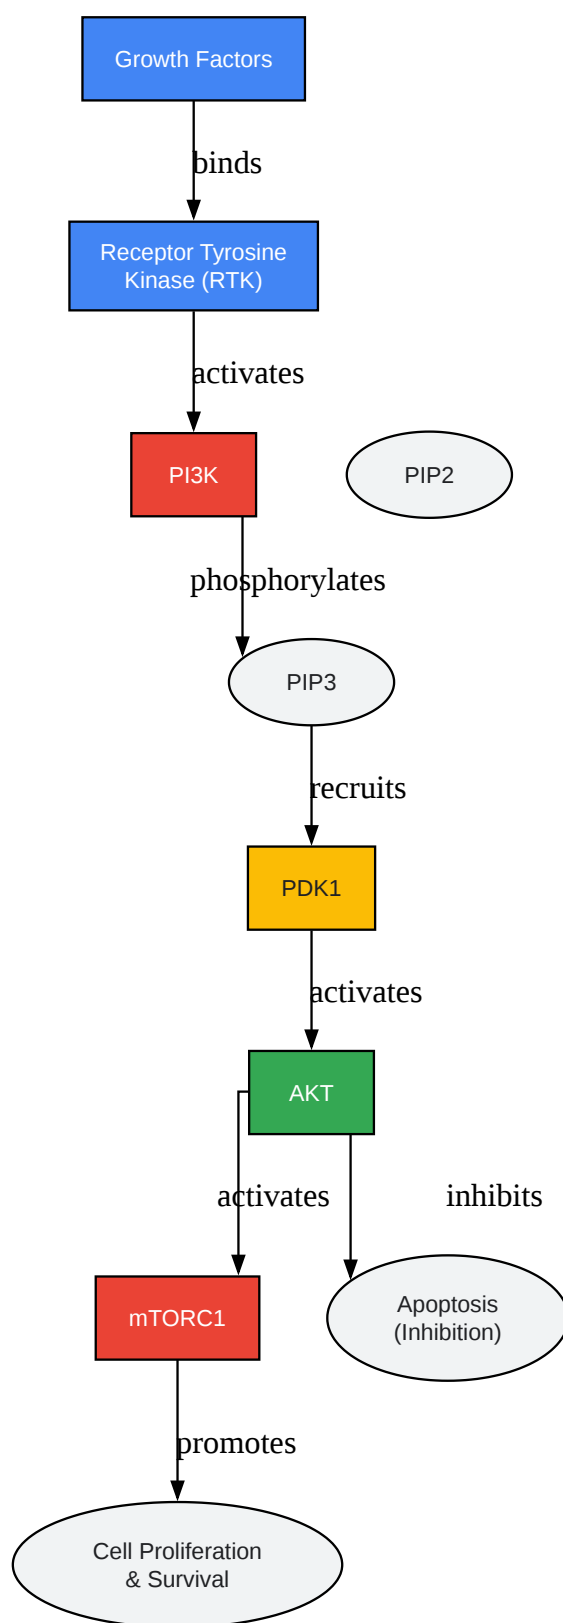 Growth Factors
binds
Receptor Tyrosine
Kinase (RTK)
activates
PI3K
PIP2
phosphorylates
PIP3
recruits
PDK1
activates
AKT
activates
inhibits
mTORC1
Apoptosis
(Inhibition)
promotes
Cell Proliferation
& Survival